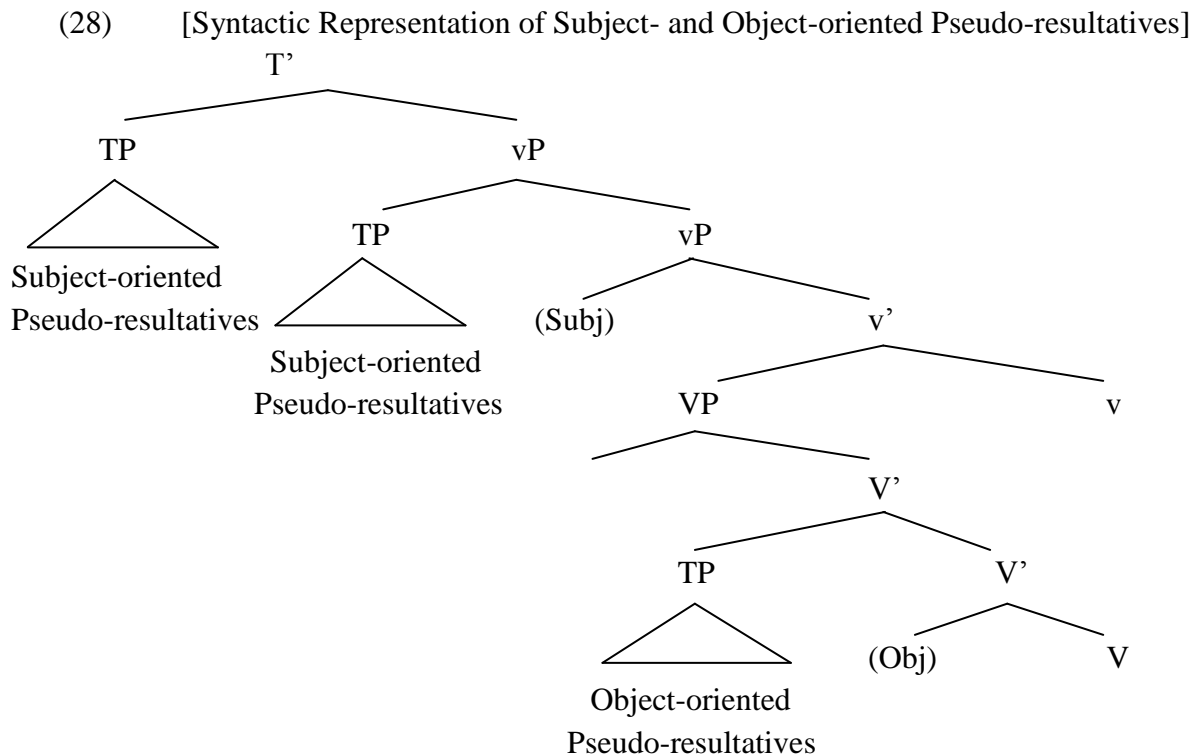 (28) [Syntactic Representation of Subject- and Object-oriented Pseudo-resultatives]
T’
TP vP
TP vP
Subject-oriented
Pseudo-resultatives
(Subj) v’
Subject-oriented
Pseudo-resultatives
VP v
V’
TP V’
(Obj) V
Object-oriented
Pseudo-resultatives